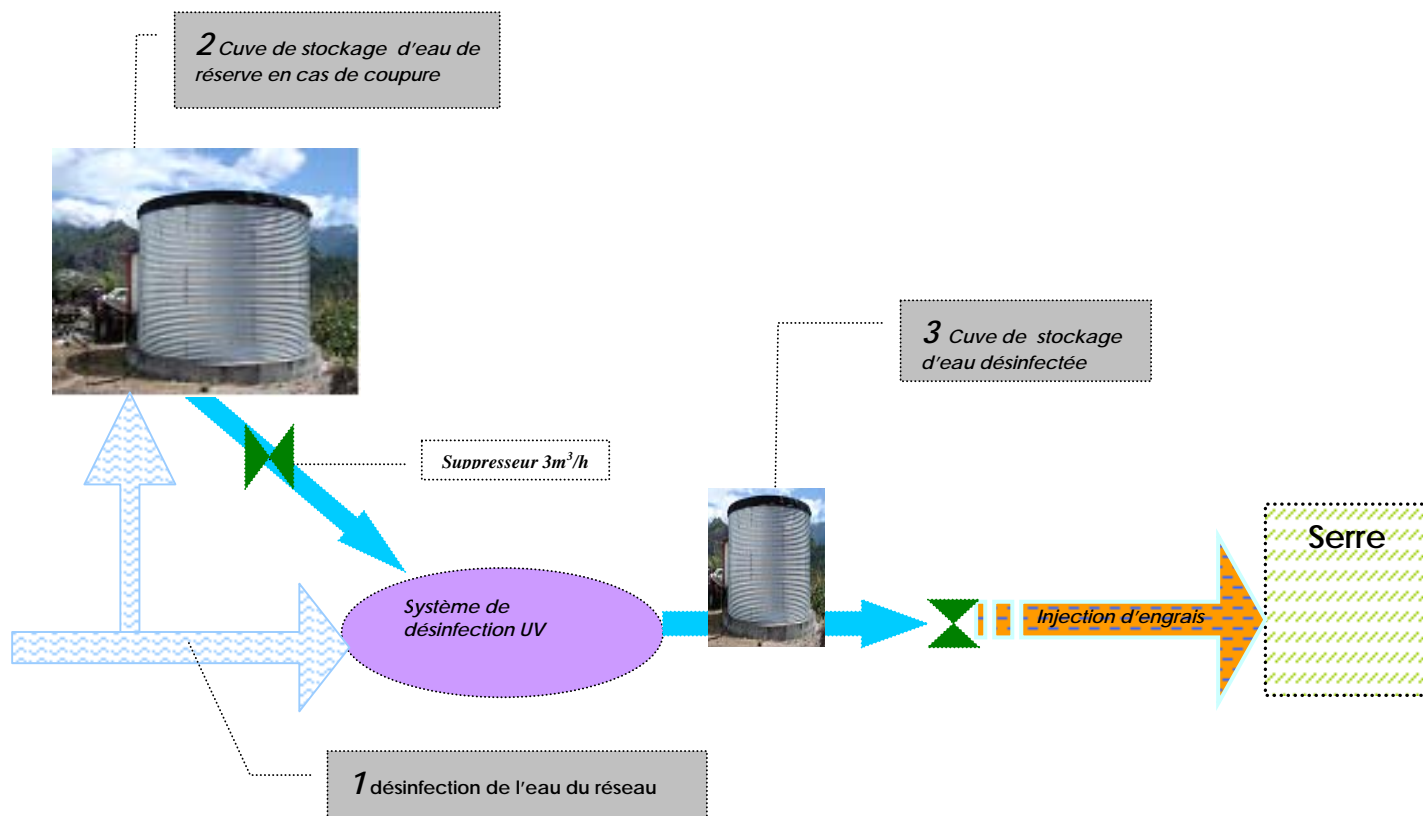 2 Cuve de stockage d'eau de
réserve en cas de coupure
3 Cuve de stockage
d'eau désinfectée
Suppresseur 3m³/h
Serre
Système de
désinfection UV
Injection d'engrais
1 désinfection de l'eau du réseau